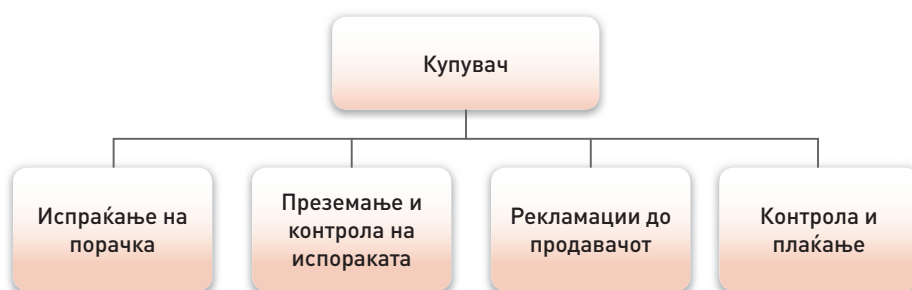 Купувач
Испраќање на
порачка
Преземање и
контрола на
испораката
Рекламации до
продавачот
Контрола и
плаќање